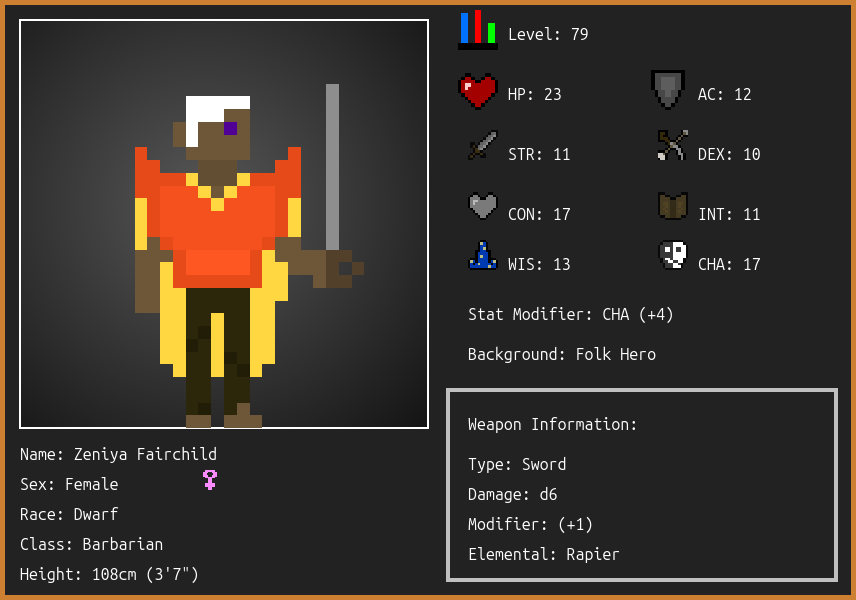 Level: 79
HP: 23
AC: 12
STR: 11
DEX: 10
CON: 17
INT: 11
WIS: 13
CHA: 17
Stat Modifier: CHA (+4)
Background: Folk Hero
Weapon Information:
Type: Sword
Damage: d6
Modifier: (+1)
Elemental: Rapier
Name: Zeniya Fairchild
Sex: Female
Race: Dwarf
Class: Barbarian
Height: 108cm (3'7")